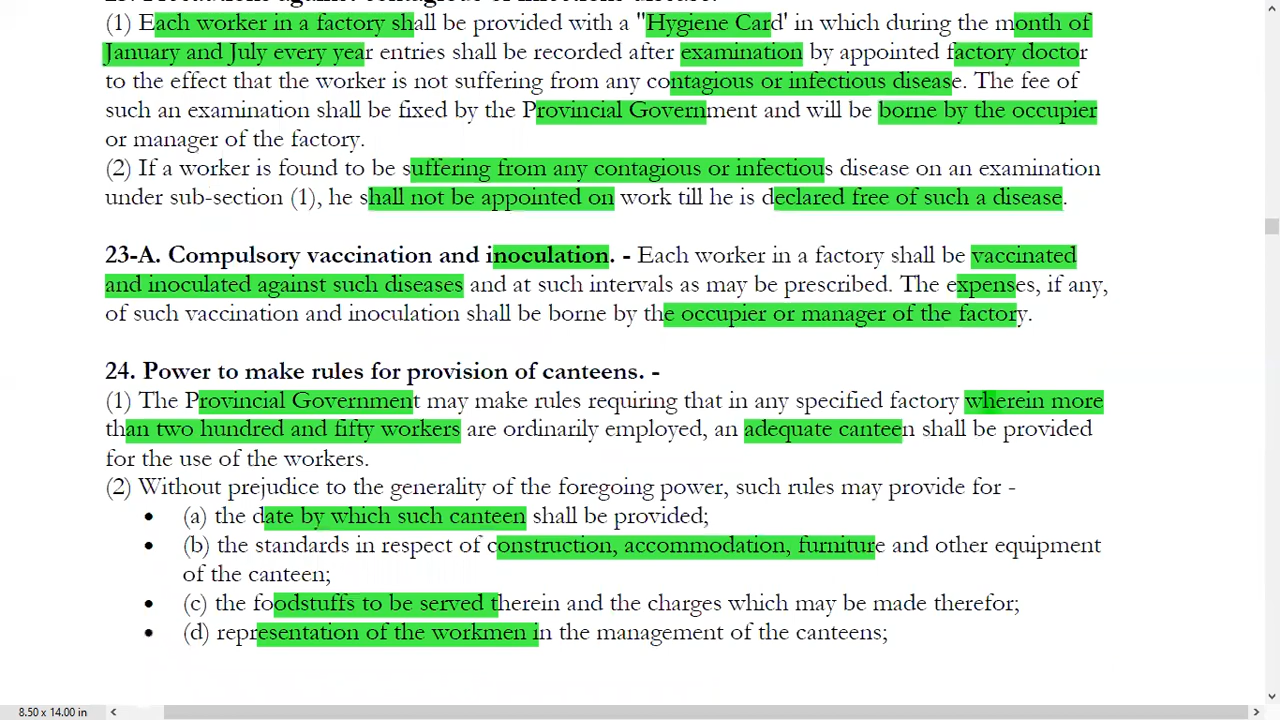 (1) Each worker in a factory shall be provided with a "Hygiene Card' in which during the month of
January and July every year entries shall be recorded after examination by appointed factory doctor
to the effect that the worker is not suffering from any contagious or infectious disease. The fee of
such an examination shall be fixed by the Provincial Government and will be borne by the occupier
or manager of the factory.
(2) If a worker is found to be suffering from any contagious or infectious disease on an examination
under sub-section (1), he shall not be appointed on work till he is declared free of such a disease.
23-A. Compulsory vaccination and inoculation. - Each worker in a factory shall be vaccinated
and inoculated against such diseases and at such intervals as may be prescribed. The expenses, if any,
of such vaccination and inoculation shall be borne by the occupier or manager of the factory.
24. Power to make rules for provision of canteens. -
(1) The Provincial Government may make rules requiring that in any specified factory wherein more
than two hundred and fifty workers are ordinarily employed, an adequate canteen shall be provided
for the use of the workers.
(2) Without prejudice to the generality of the foregoing power, such rules may provide for -
• (a) the date by which such canteen shall be provided;
• (b) the standards in respect of construction, accommodation, furniture and other equipment
of the canteen;
• (c) the foodstuffs to be served therein and the charges which may be made therefor;
• (d) representation of the workmen in the management of the canteens;
8.50 x 14.00 in